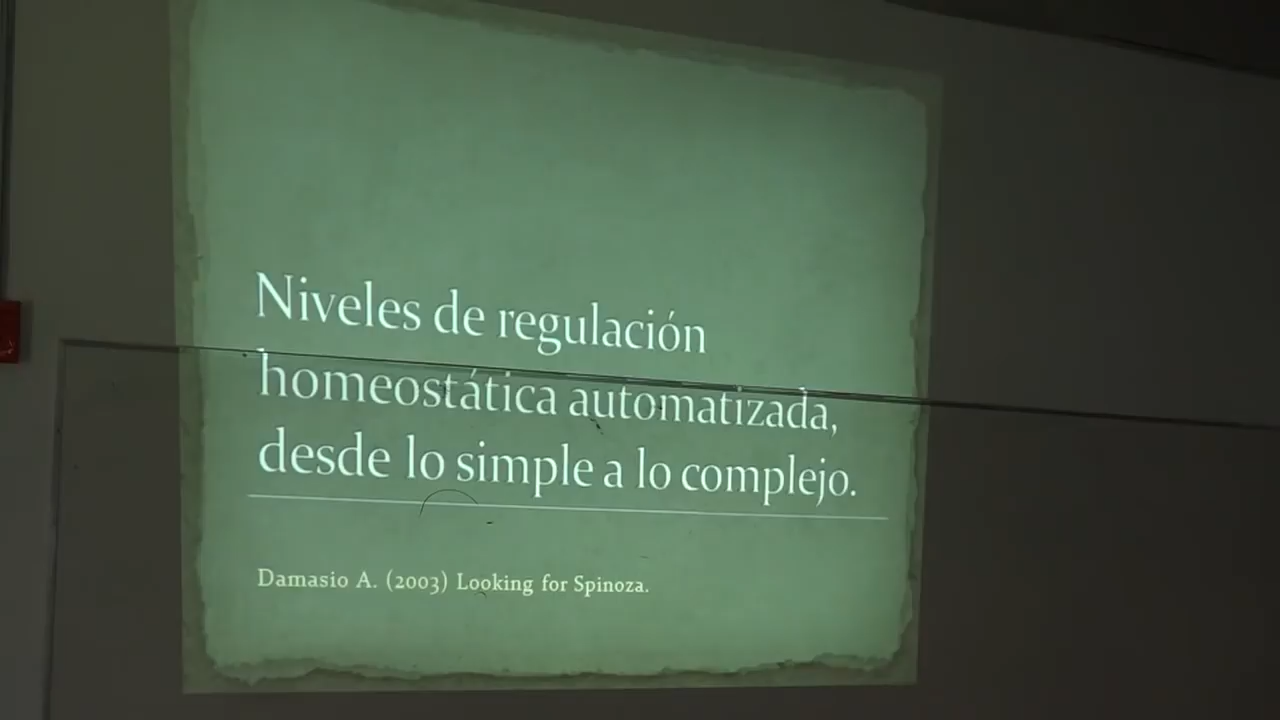 Niveles de regulación
homeostática automatizada,
desde lo simple a lo complejo.
Damasio A. (2003) Looking for Spinoza.